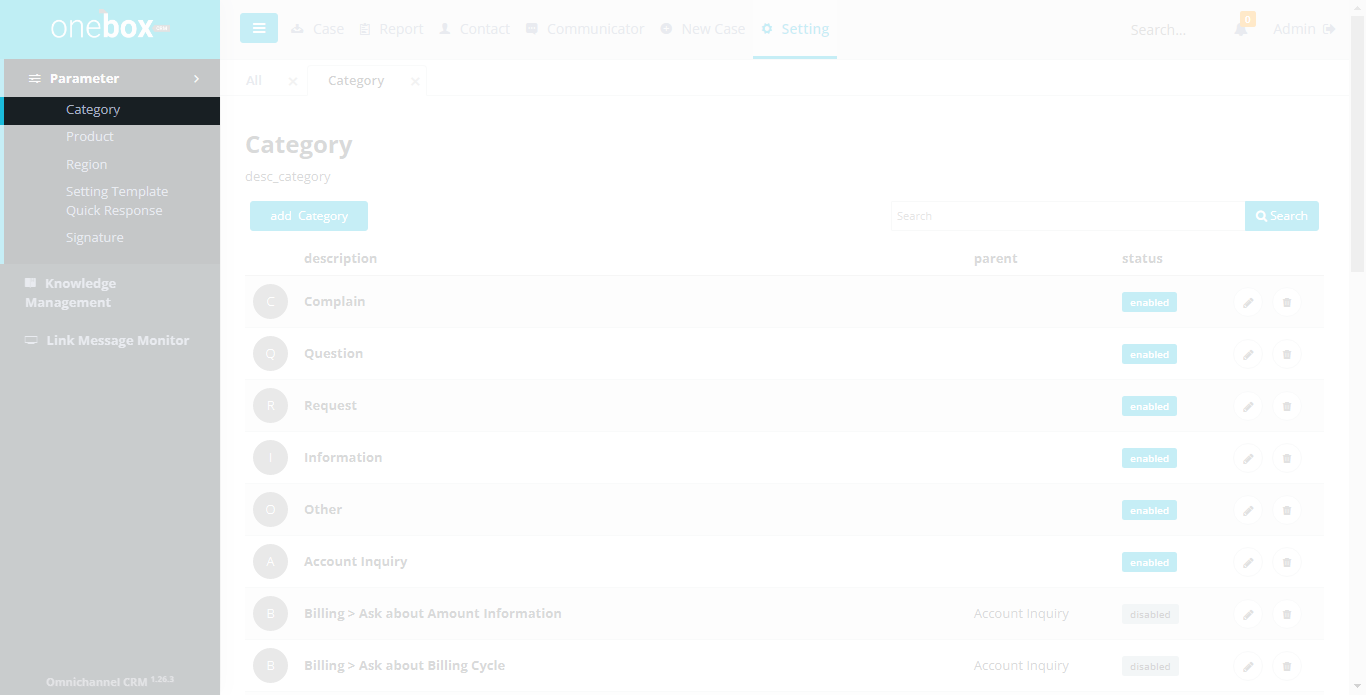 onebox CRM
Case Report Contact Communicator New Case Setting Search... 0 Admin
Parameter
Category
Product
Region
Setting Template
Quick Response
Signature
Knowledge
Management
Link Message Monitor
Omnichannel CRM 1.26.3
All × Category ×
Category
desc_category
add Category Search Search
description parent status
C Complain enabled
Q Question enabled
R Request enabled
I Information enabled
O Other enabled
A Account Inquiry enabled
B Billing > Ask about Amount Information Account Inquiry disabled
B Billing > Ask about Billing Cycle Account Inquiry disabled